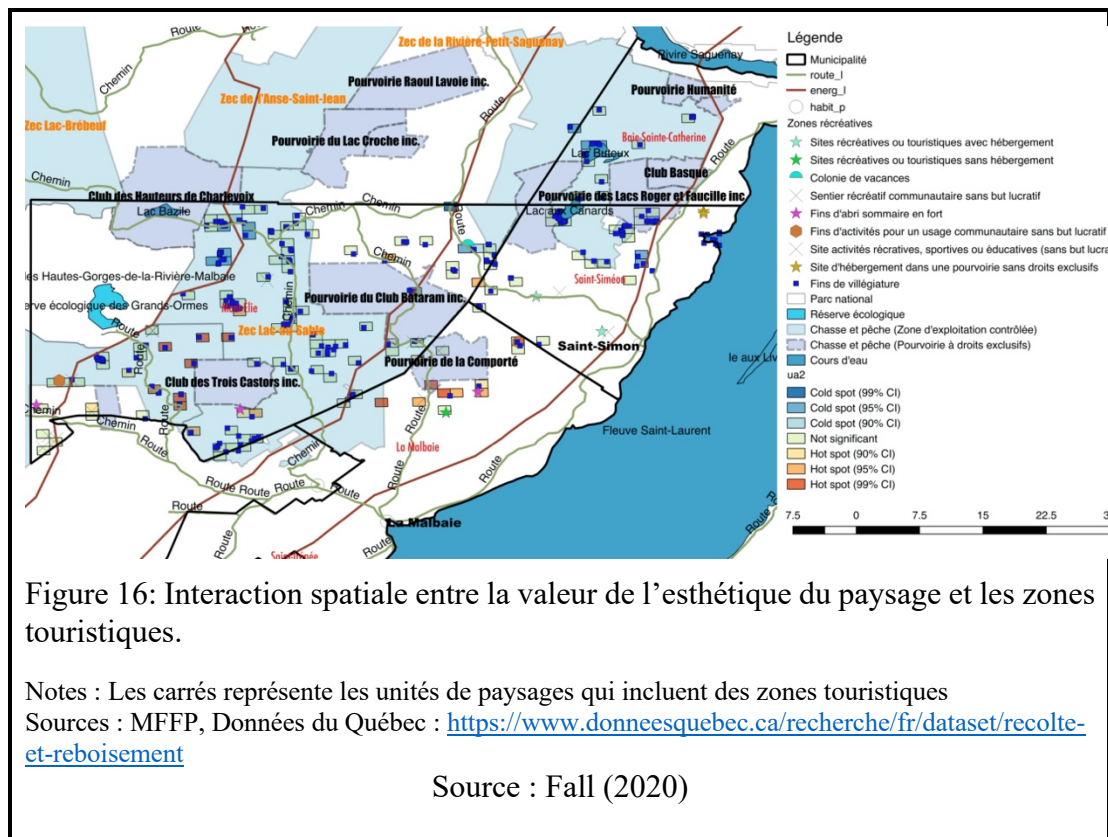 Route
Chemin
Zec de la Rivière-Petit-Saguenay
Route
Pourvoirie Raoul Lavoie inc.
Zec de l'Anse-Saint-Jean
Zec Lac-Brébeuf
Pourvoirie du Lac Croche inc.
Chemin
Club des Hauteurs de Charlevoix
Lac Bazile
Chemin
Chemin
Route
Rivire Saguenay
Pourvoirie Humanité
Baie-Sainte-Catherine
Route
Lac Buteux
Club Basque
Pourvoirie des Lacs Roger et Faucille inc
Lac aux Canards
Saint-Siméon
es Hautes-Gorges-de-la-Rivière-Malbaie
erve écologique des Grands-Ormes
Route
Chemin
Pourvoirie du Club Bataram inc.
Zec Lac-au-Sable
Route
Saint-Simon
Pourvoirie de la Comporté
Club des Trois Castors inc.
Route
Chemin
Chemin
Route
Chemin
La Malbaie
Route
Route
Fleuve Saint-Laurent
Route Route Route
Route
Route
Route
La Malbaie
Route
Route
Légende
Municipalité
route_l
energ_l
habit_p
Zones récréatives
Sites récréatives ou touristiques avec hébergement
Sites récréatives ou touristiques sans hébergement
Colonie de vacances
Sentier récréatif communautaire sans but lucratif
Fins d'abri sommaire en fort
Fins d'activités pour un usage communautaire sans but lucratif
Site activités récratives, sportives ou éducatives (sans but lucra
Site d'hébergement dans une pourvoirie sans droits exclusifs
Fins de villégiature
Parc national
Réserve écologique
Chasse et pêche (Zone d'exploitation contrôlée)
Chasse et pêche (Pourvoirie à droits exclusifs)
Cours d'eau
ua2
Cold spot (99% CI)
Cold spot (95% CI)
Cold spot (90% CI)
Not significant
Hot spot (90% CI)
Hot spot (95% CI)
Hot spot (99% CI)
7.5 0 7.5 15 22.5 3
Figure 16: Interaction spatiale entre la valeur de l'esthétique du paysage et les zones
touristiques.
Notes : Les carrés représente les unités de paysages qui incluent des zones touristiques
Sources : MFFP, Données du Québec : https://www.donneesquebec.ca/recherche/fr/dataset/recolte-
et-reboisement
Source : Fall (2020)